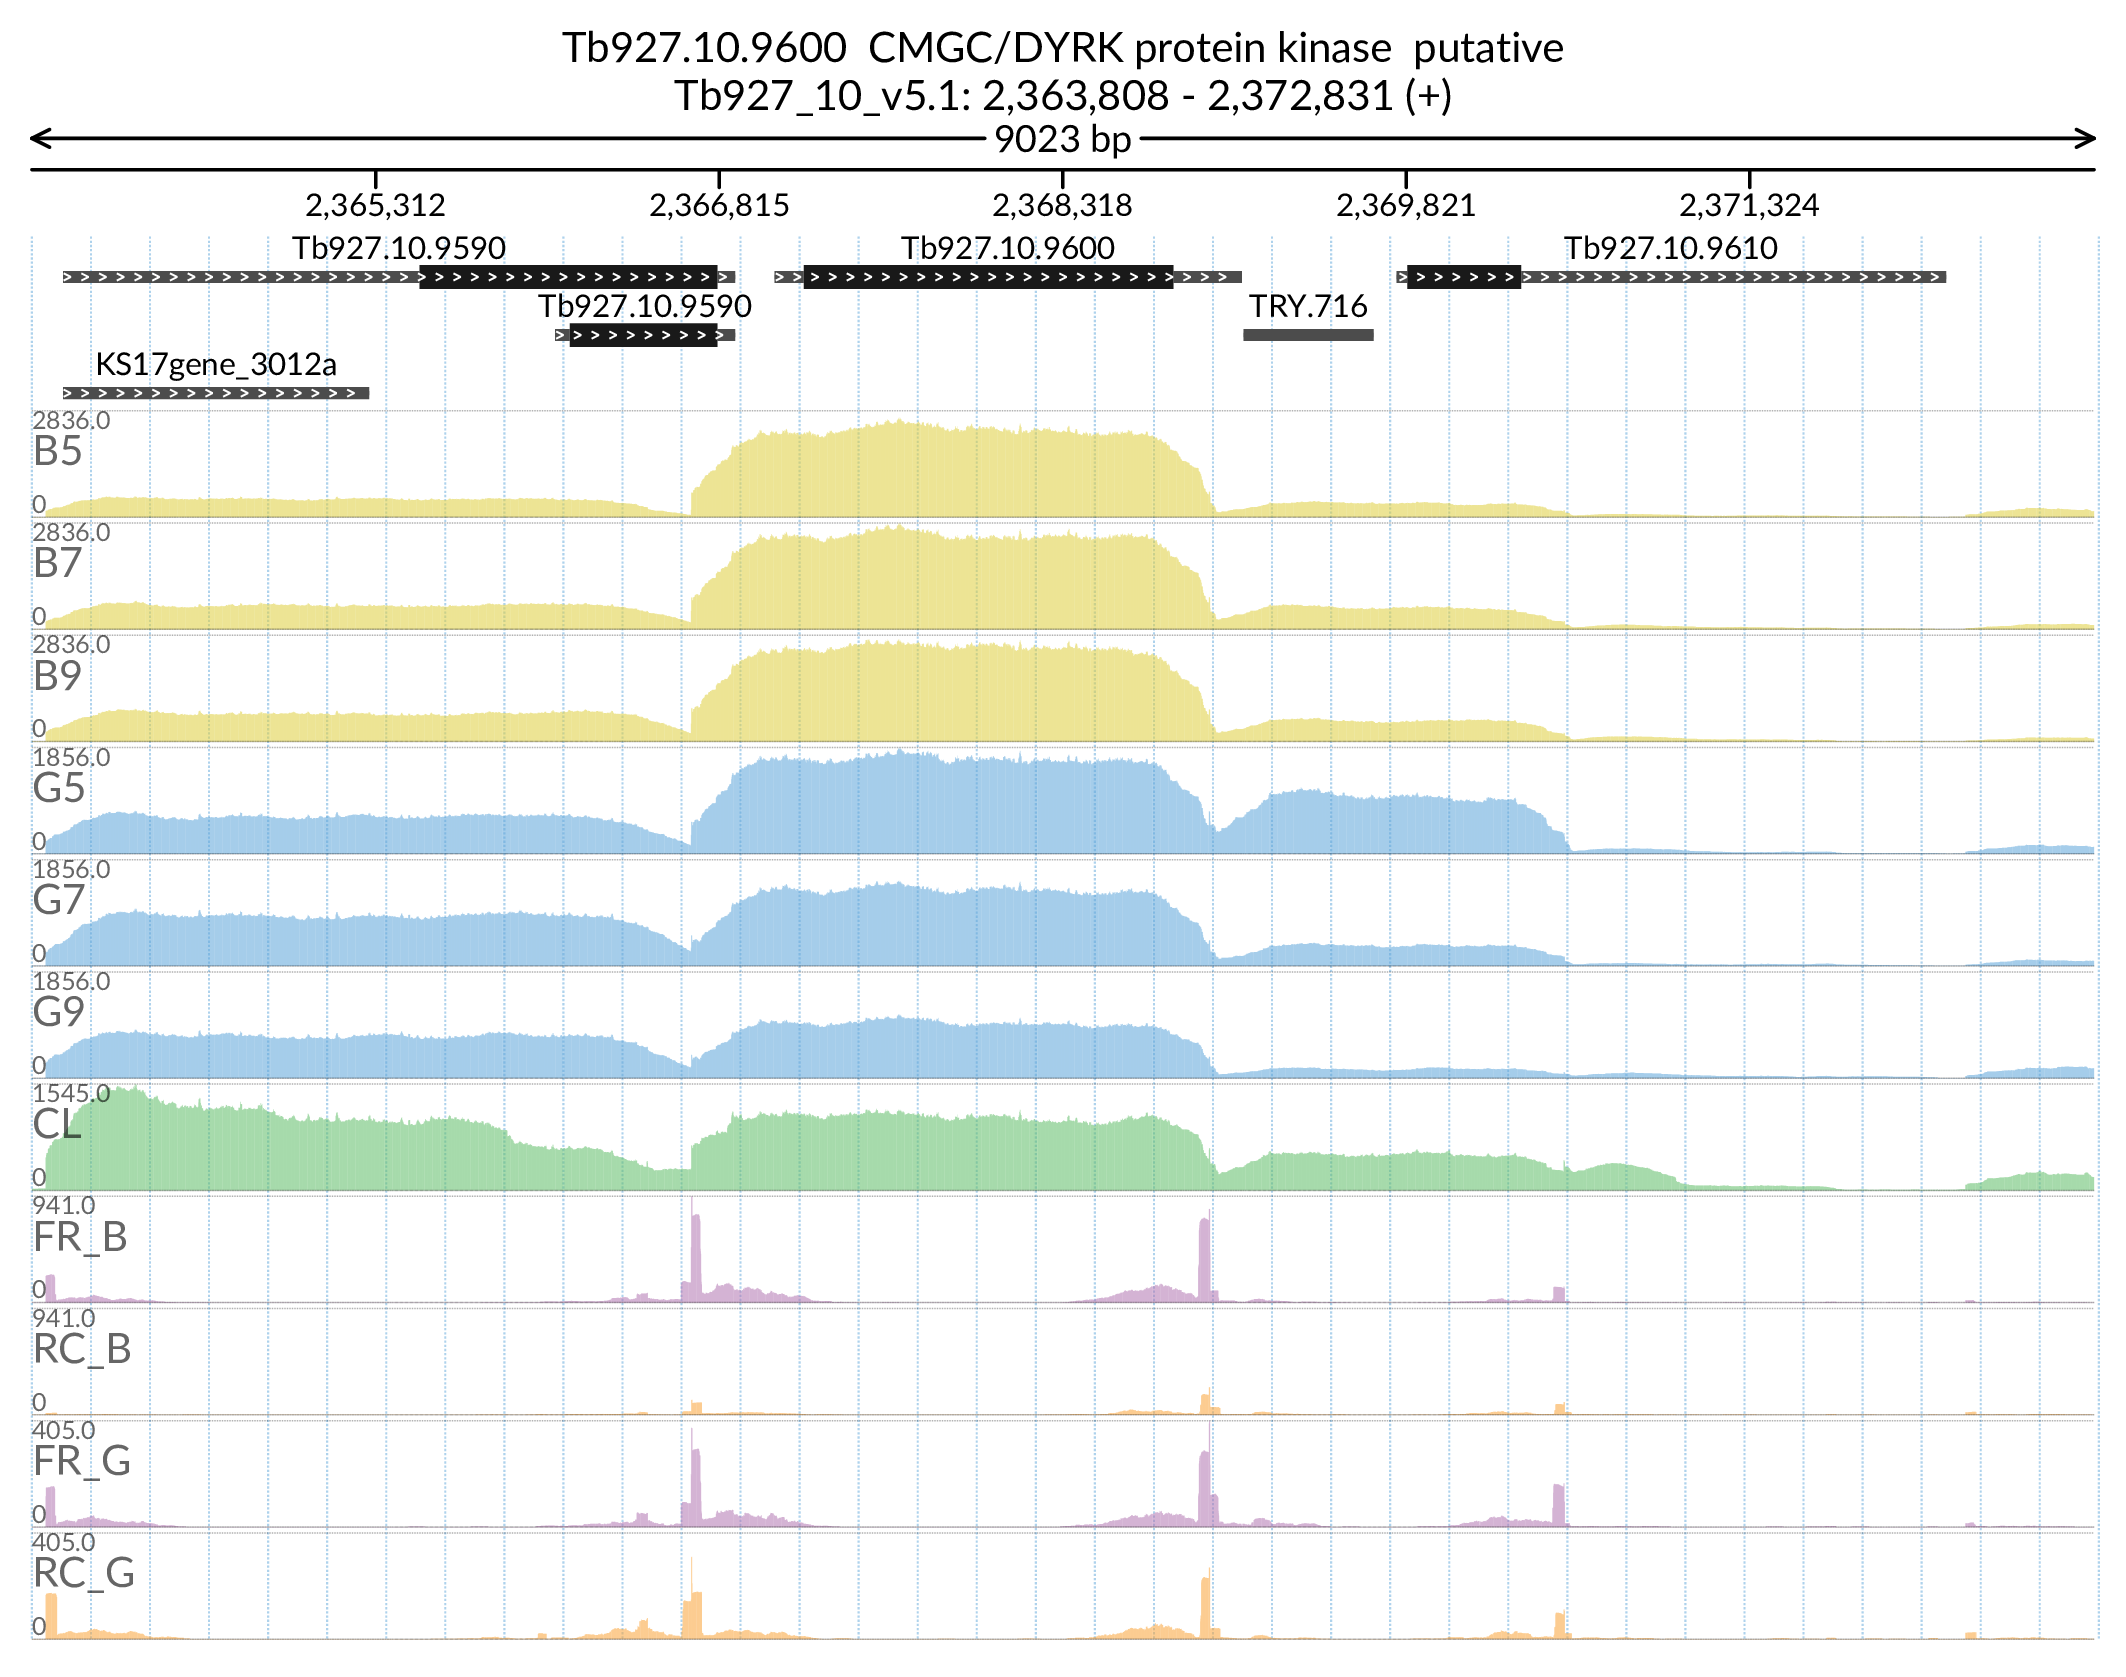 Tb927.10.9600  CMGC/DYRK protein kinase  putative
Tb927_10_v5.1: 2,363,808 - 2,372,831 (+)
9023 bp
2,365,312 2,366,815 2,368,318 2,369,821 2,371,324
Tb927.10.9590 Tb927.10.9600 Tb927.10.9610
Tb927.10.9590 TRY.716
KS17gene_3012a
2836.0
B5
0
2836.0
B7
0
2836.0
B9
0
1856.0
G5
0
1856.0
G7
0
1856.0
G9
0
1545.0
CL
0
941.0
FR_B
0
941.0
RC_B
0
405.0
FR_G
0
405.0
RC_G
0